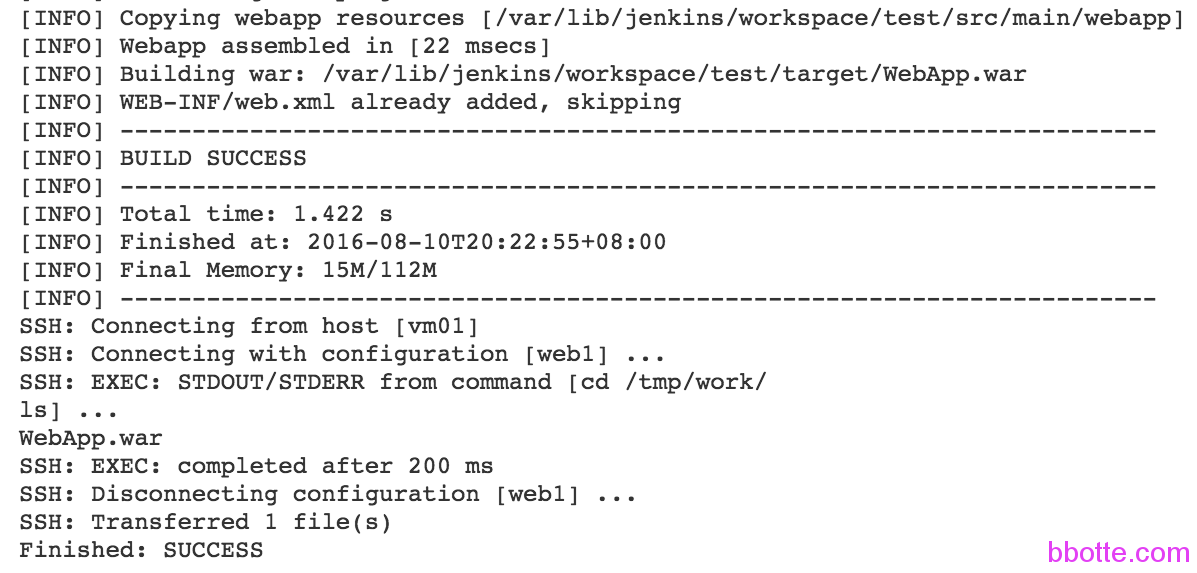 [INFO] Copying webapp resources [/var/lib/jenkins/workspace/test/src/main/webapp]
[INFO] Webapp assembled in [22 msecs]
[INFO] Building war: /var/lib/jenkins/workspace/test/target/WebApp.war
[INFO] WEB-INF/web.xml already added, skipping
[INFO] ------------------------------------------------------------------------
[INFO] BUILD SUCCESS
[INFO] ------------------------------------------------------------------------
[INFO] Total time: 1.422 s
[INFO] Finished at: 2016-08-10T20:22:55+08:00
[INFO] Final Memory: 15M/112M
[INFO] ------------------------------------------------------------------------
SSH: Connecting from host [vm01]
SSH: Connecting with configuration [web1] ...
SSH: EXEC: STDOUT/STDERR from command [cd /tmp/work/
ls] ...
WebApp.war
SSH: EXEC: completed after 200 ms
SSH: Disconnecting configuration [web1] ...
SSH: Transferred 1 file(s)
Finished: SUCCESS
bbotte.com